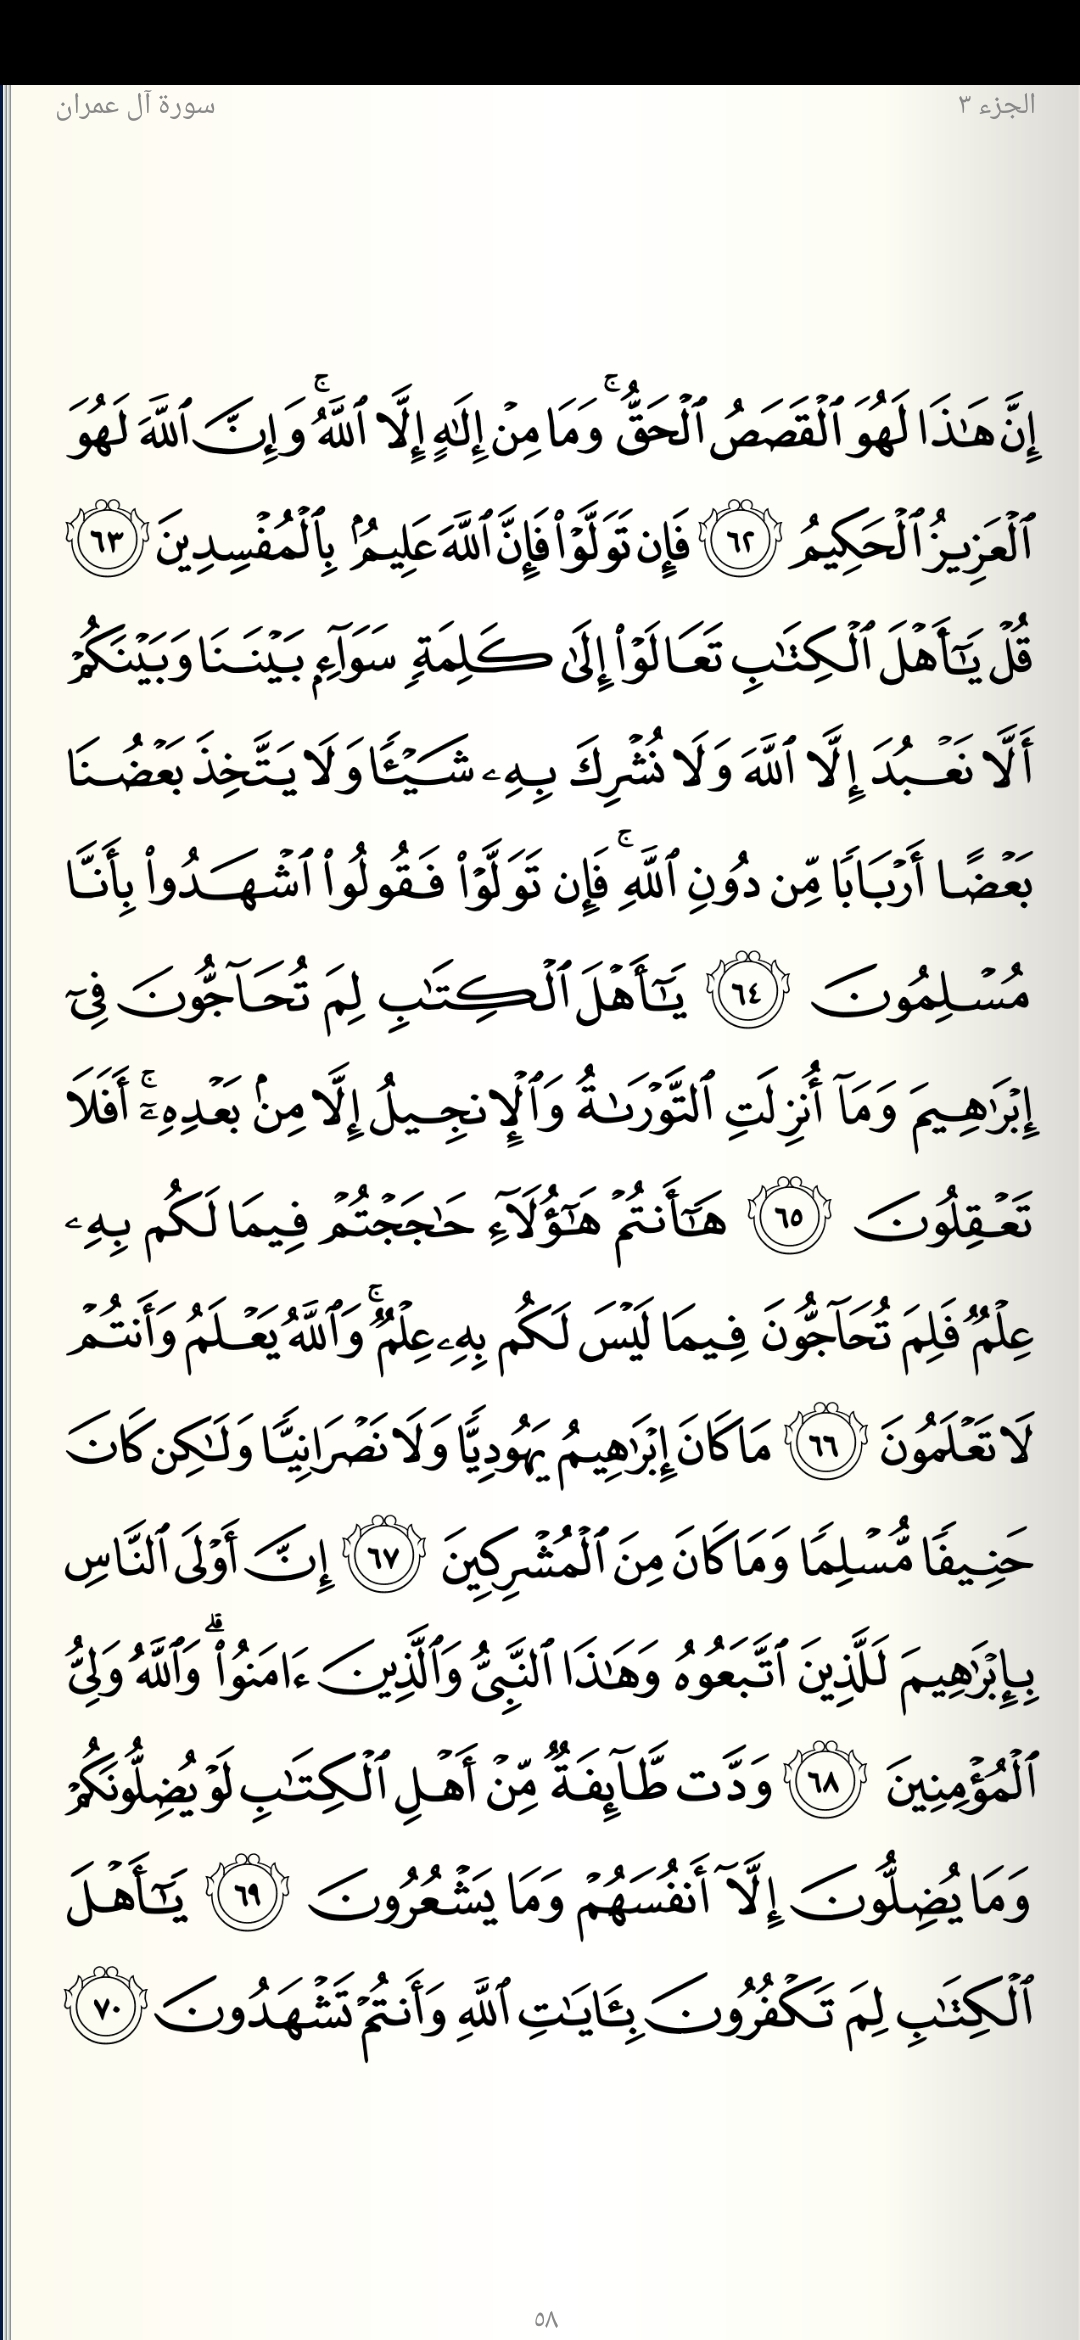 الجزء ٣
سورة آل عمران
إِنَّ هَٰذَا لَهُوَ ٱلْقَصَصُ ٱلْحَقُّ ۚ وَمَا مِنْ إِلَٰهٍ إِلَّا ٱللَّهُ ۚ وَإِنَّ ٱللَّهَ لَهُوَ
ٱلْعَزِيزُ ٱلْحَكِيمُ ٦٢ فَإِن تَوَلَّوْا۟ فَإِنَّ ٱللَّهَ عَلِيمٌۢ بِٱلْمُفْسِدِينَ ٦٣
قُلْ يَٰٓأَهْلَ ٱلْكِتَٰبِ تَعَالَوْا۟ إِلَىٰ كَلِمَةٍ سَوَآءٍۭ بَيْنَنَا وَبَيْنَكُمْ
أَلَّا نَعْبُدَ إِلَّا ٱللَّهَ وَلَا نُشْرِكَ بِهِۦ شَيْـًٔا وَلَا يَتَّخِذَ بَعْضُنَا
بَعْضًا أَرْبَابًا مِّن دُونِ ٱللَّهِ ۚ فَإِن تَوَلَّوْا۟ فَقُولُوا۟ ٱشْهَدُوا۟ بِأَنَّا
مُسْلِمُونَ ٦٤ يَٰٓأَهْلَ ٱلْكِتَٰبِ لِمَ تُحَآجُّونَ فِىٓ
إِبْرَٰهِيمَ وَمَآ أُنزِلَتِ ٱلتَّوْرَىٰةُ وَٱلْإِنجِيلُ إِلَّا مِنۢ بَعْدِهِۦٓ ۚ أَفَلَا
تَعْقِلُونَ ٦٥ هَٰٓأَنتُمْ هَٰٓؤُلَآءِ حَٰجَجْتُمْ فِيمَا لَكُم بِهِۦ
عِلْمٌ فَلِمَ تُحَآجُّونَ فِيمَا لَيْسَ لَكُم بِهِۦ عِلْمٌ ۚ وَٱللَّهُ يَعْلَمُ وَأَنتُمْ
لَا تَعْلَمُونَ ٦٦ مَا كَانَ إِبْرَٰهِيمُ يَهُودِيًّا وَلَا نَصْرَانِيًّا وَلَٰكِن كَانَ
حَنِيفًا مُّسْلِمًا وَمَا كَانَ مِنَ ٱلْمُشْرِكِينَ ٦٧ إِنَّ أَوْلَى ٱلنَّاسِ
بِإِبْرَٰهِيمَ لَلَّذِينَ ٱتَّبَعُوهُ وَهَٰذَا ٱلنَّبِىُّ وَٱلَّذِينَ ءَامَنُوا۟ ۗ وَٱللَّهُ وَلِىُّ
ٱلْمُؤْمِنِينَ ٦٨ وَدَّت طَّآئِفَةٌ مِّنْ أَهْلِ ٱلْكِتَٰبِ لَوْ يُضِلُّونَكُمْ
وَمَا يُضِلُّونَ إِلَّآ أَنفُسَهُمْ وَمَا يَشْعُرُونَ ٦٩ يَٰٓأَهْلَ
ٱلْكِتَٰبِ لِمَ تَكْفُرُونَ بِـَٔايَٰتِ ٱللَّهِ وَأَنتُمْ تَشْهَدُونَ ٧٠
٥٨